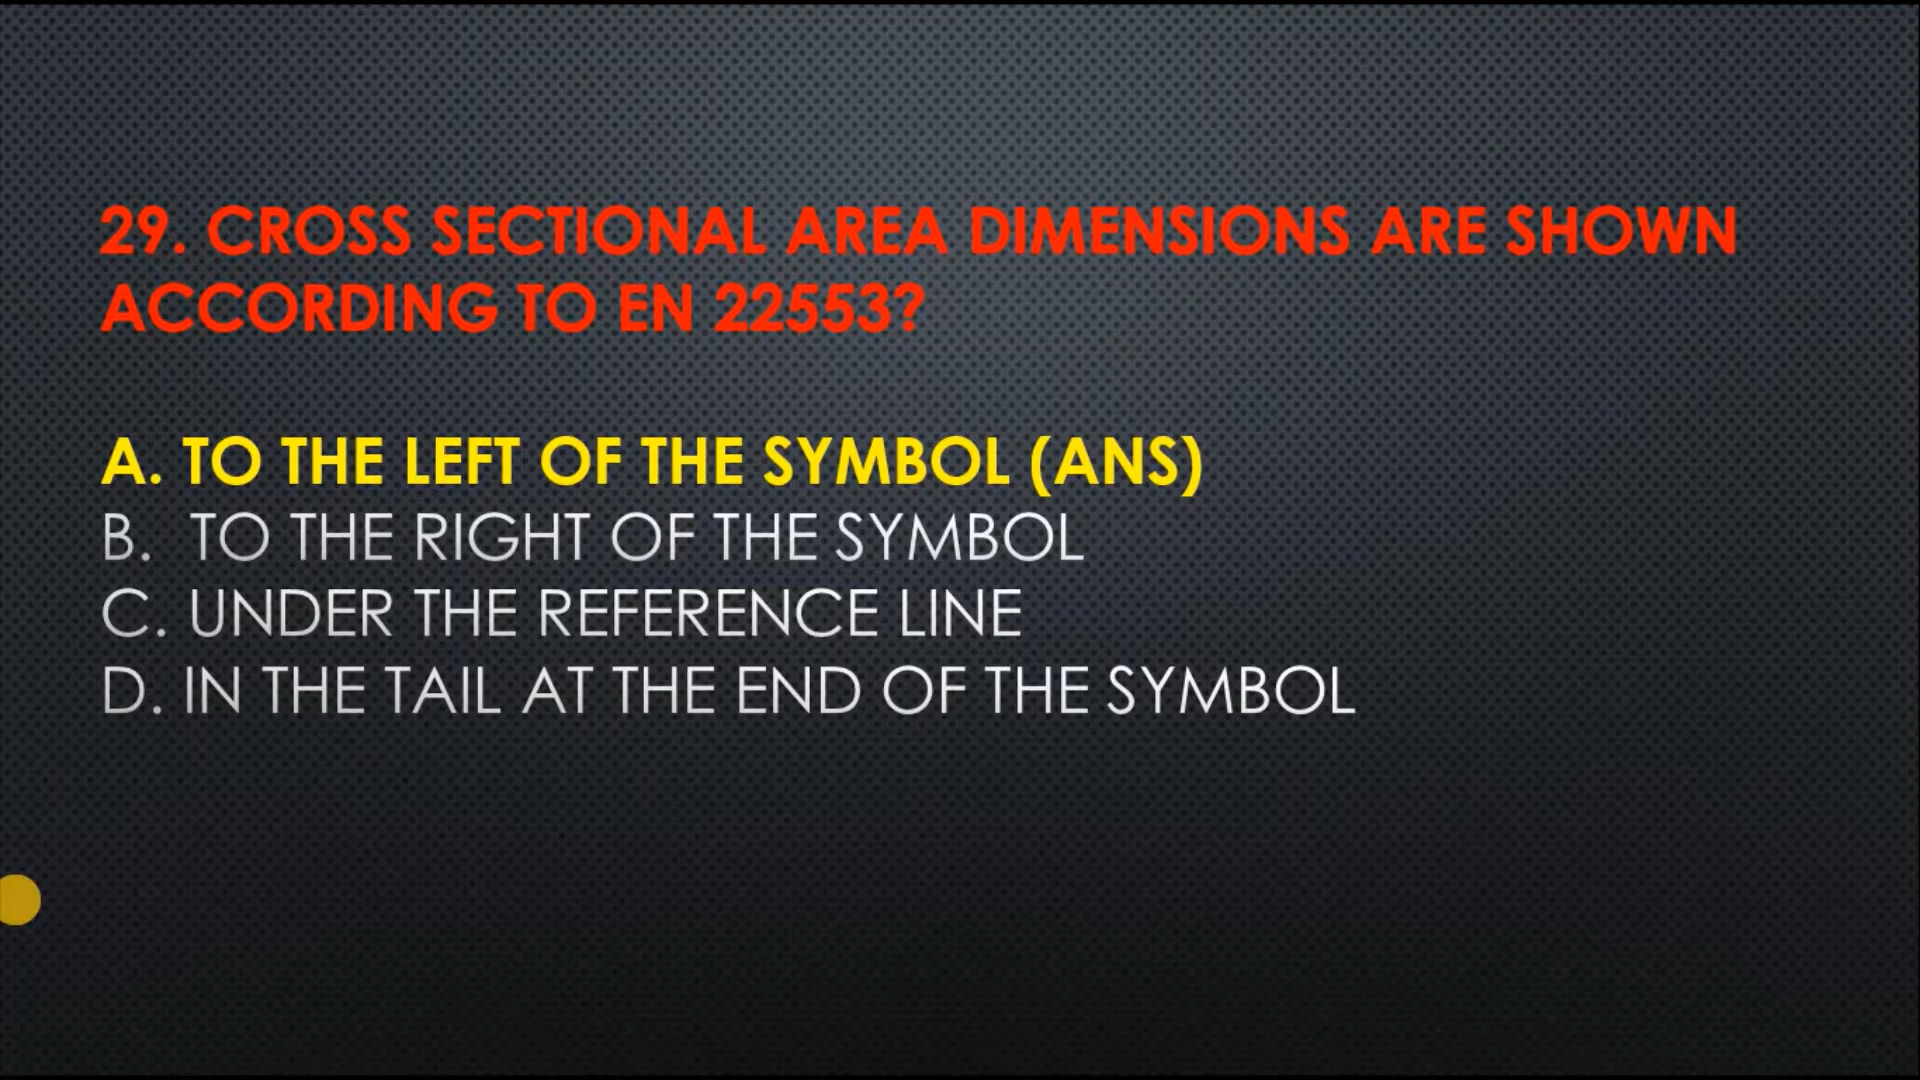 29. CROSS SECTIONAL AREA DIMENSIONS ARE SHOWN
ACCORDING TO EN 22553?
A. TO THE LEFT OF THE SYMBOL (ANS)
B. TO THE RIGHT OF THE SYMBOL
C. UNDER THE REFERENCE LINE
D. IN THE TAIL AT THE END OF THE SYMBOL